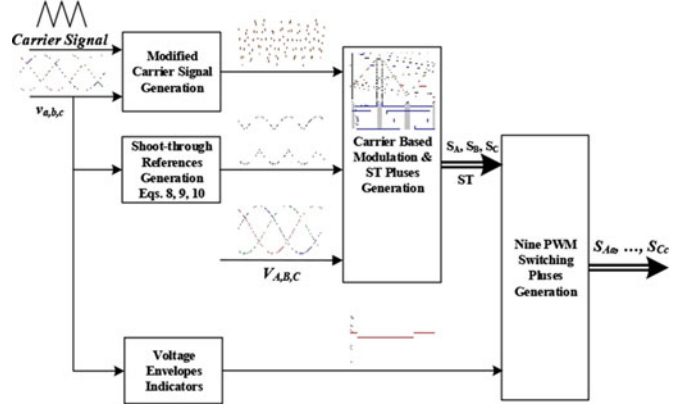 Carrier Signal
va,b,c
Modified
Carrier Signal
Generation
Shoot-through
References
Generation
Eqs. 8, 9, 10
VA,B,C
Voltage
Envelopes
Indicators
Carrier Based
Modulation &
ST Pluses
Generation
SA, SB, SC
ST
Nine PWM
Switching
Pluses
Generation
SAa, ..., SCc